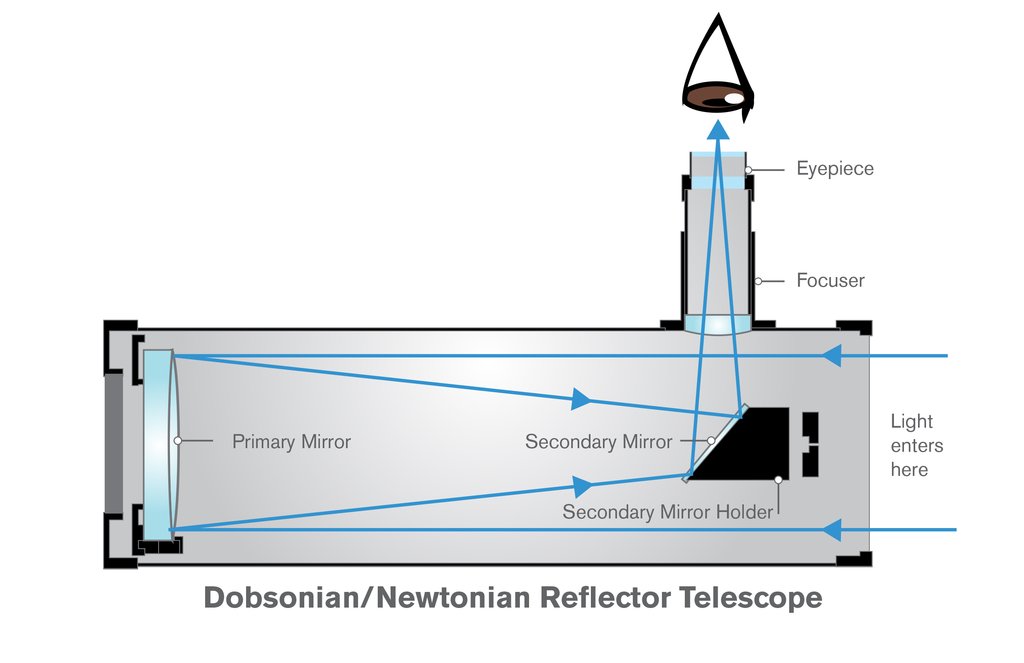 Eyepiece
Focuser
Light
enters
here
Primary Mirror
Secondary Mirror
Secondary Mirror Holder
Dobsonian/Newtonian Reflector Telescope